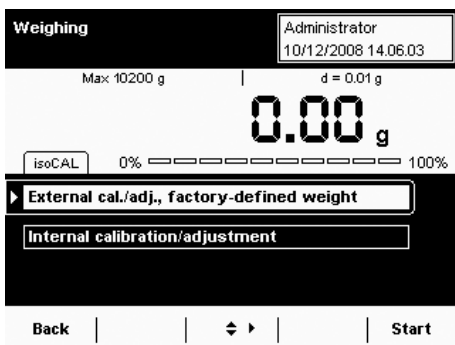 Weighing
Administrator
10/12/2008 14.06.03
Max 10200 g
d = 0.01 g
0.00 g
isoCAL 0% 100%
External cal./adj., factory-defined weight
Internal calibration/adjustment
Back Start